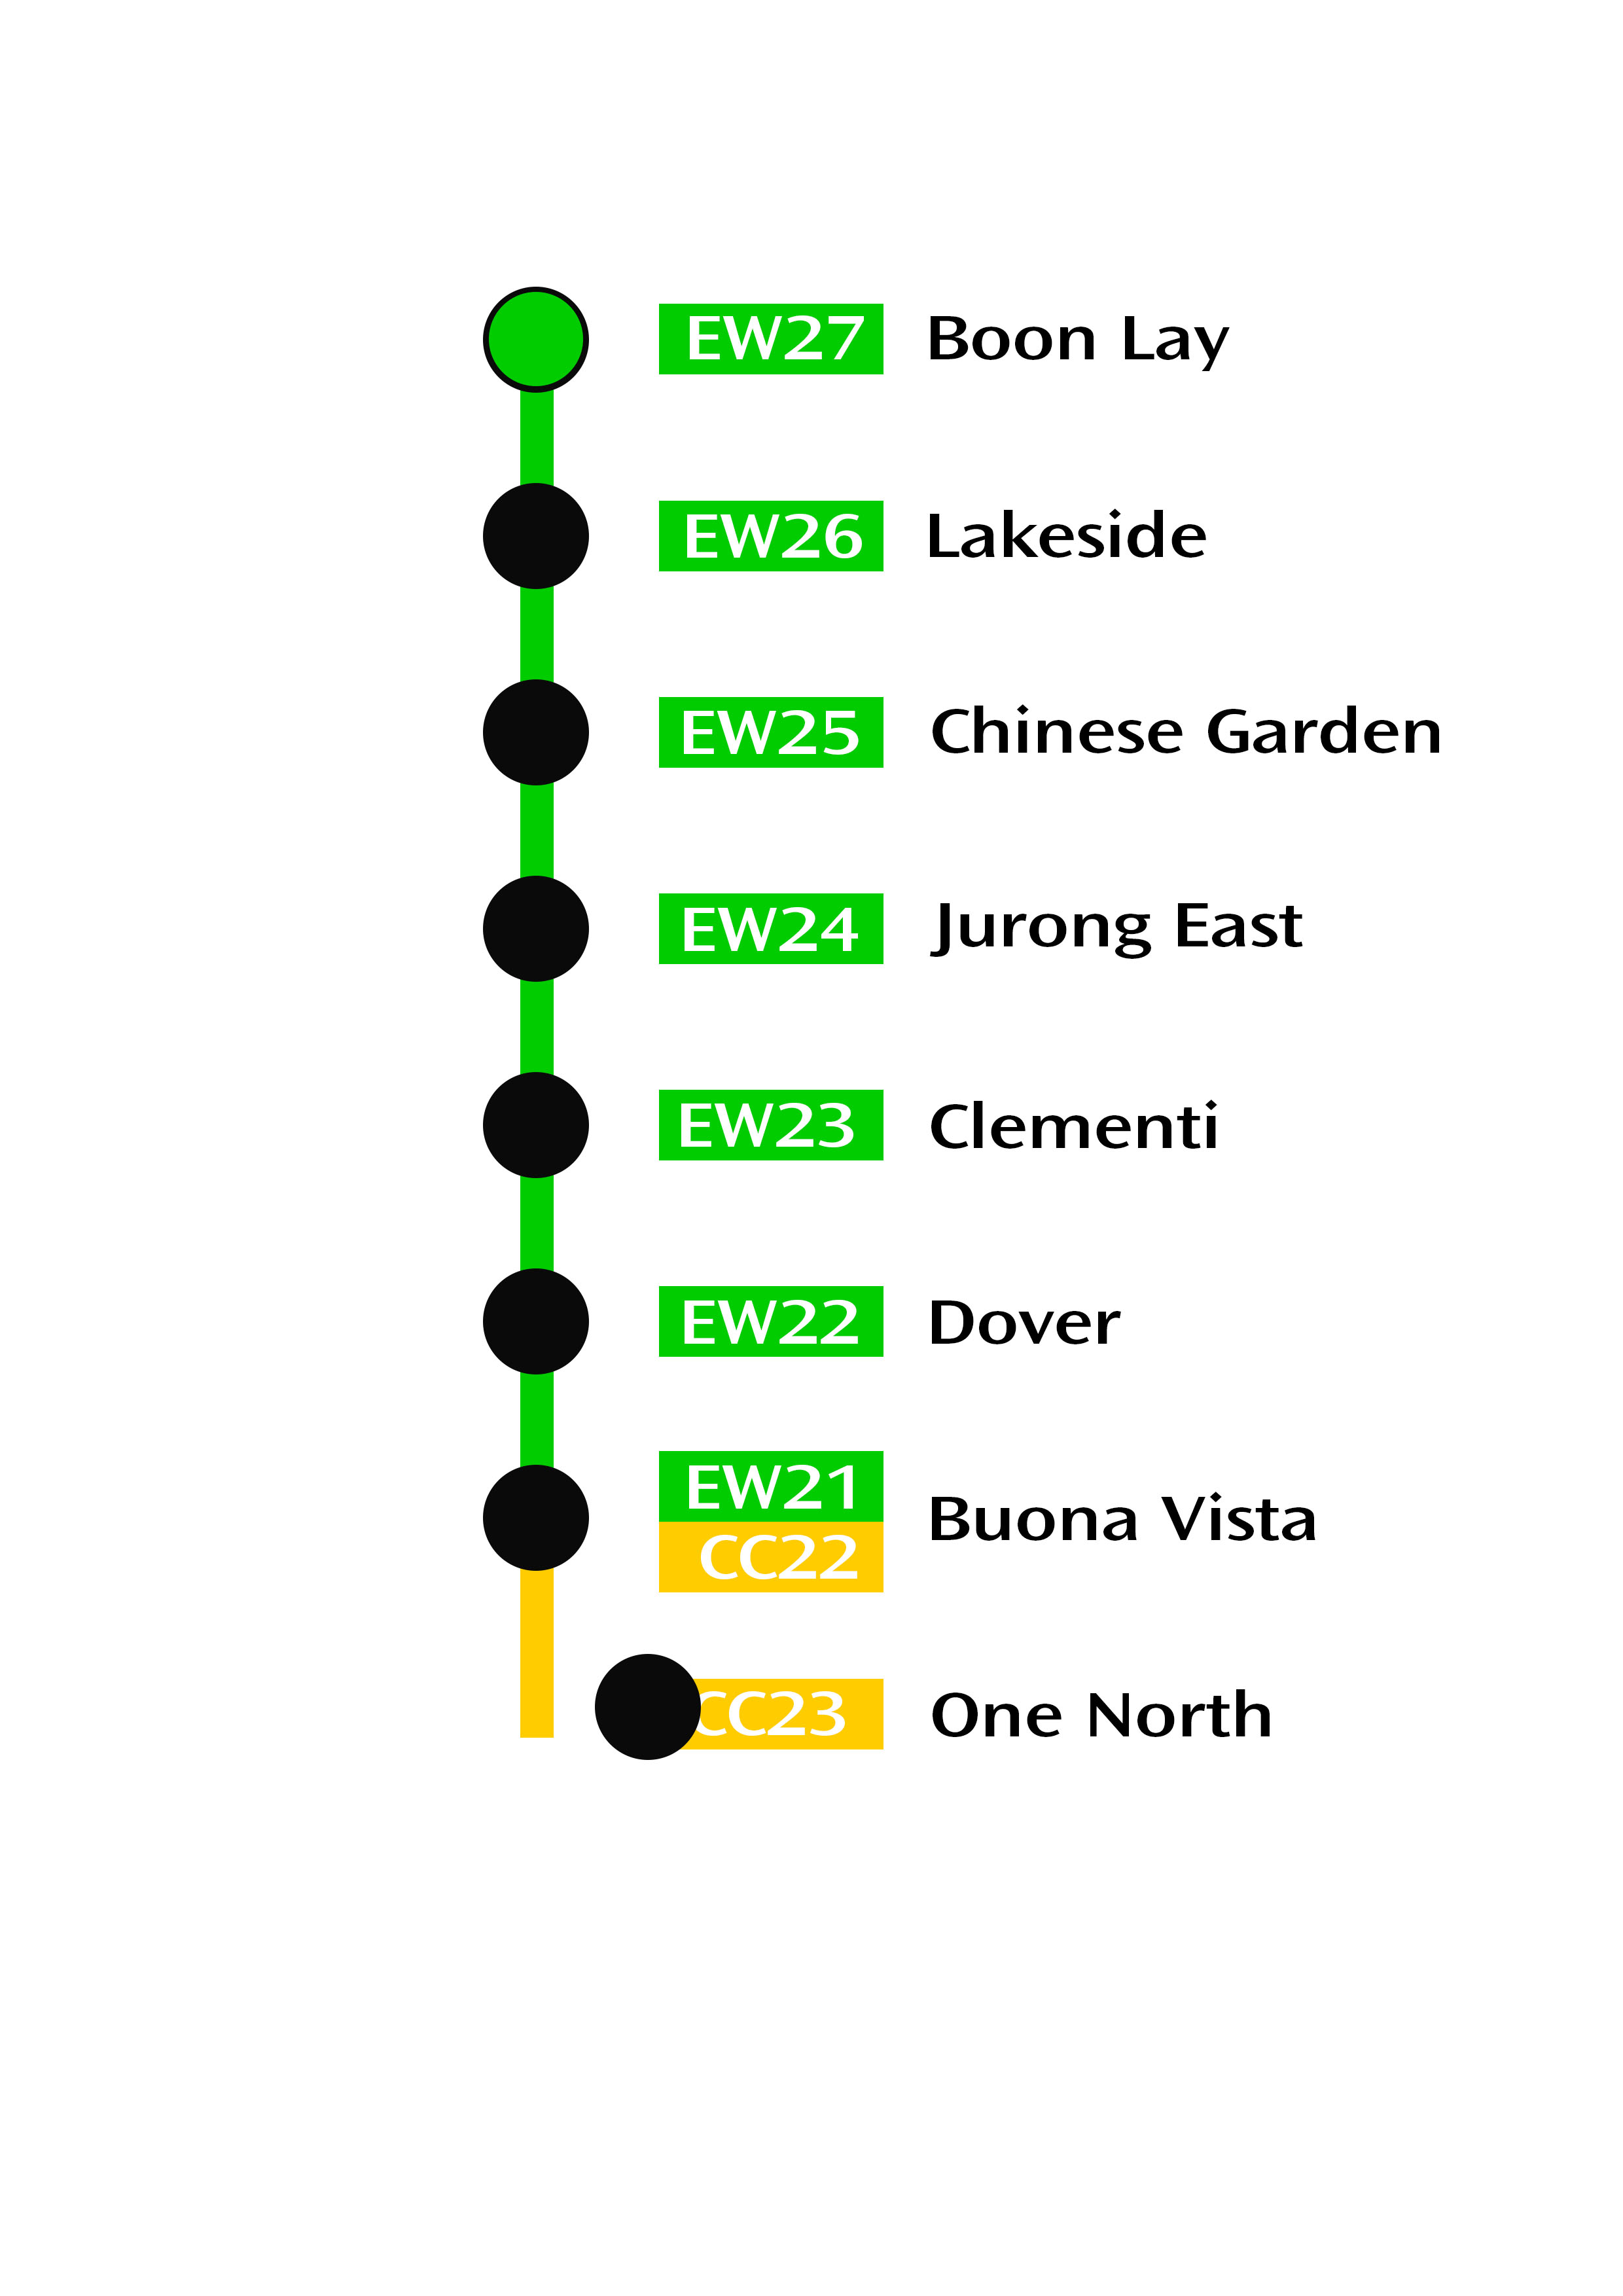 EW27 Boon Lay
EW26 Lakeside
EW25 Chinese Garden
EW24 Jurong East
EW23 Clementi
EW22 Dover
EW21
CC22
Buona Vista
CC23 One North